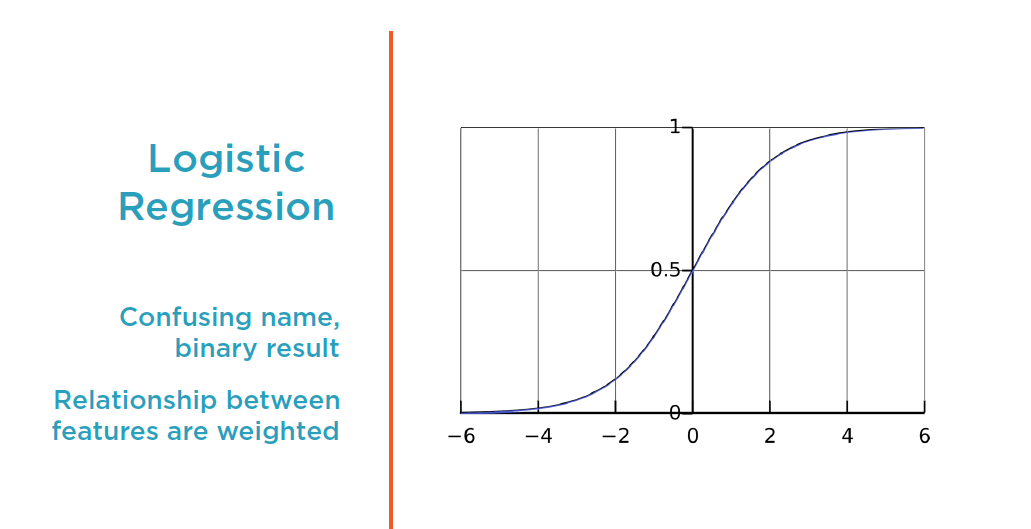 Logistic
Regression
Confusing name,
binary result
Relationship between
features are weighted
1
0.5
0
−6 −4 −2 0 2 4 6